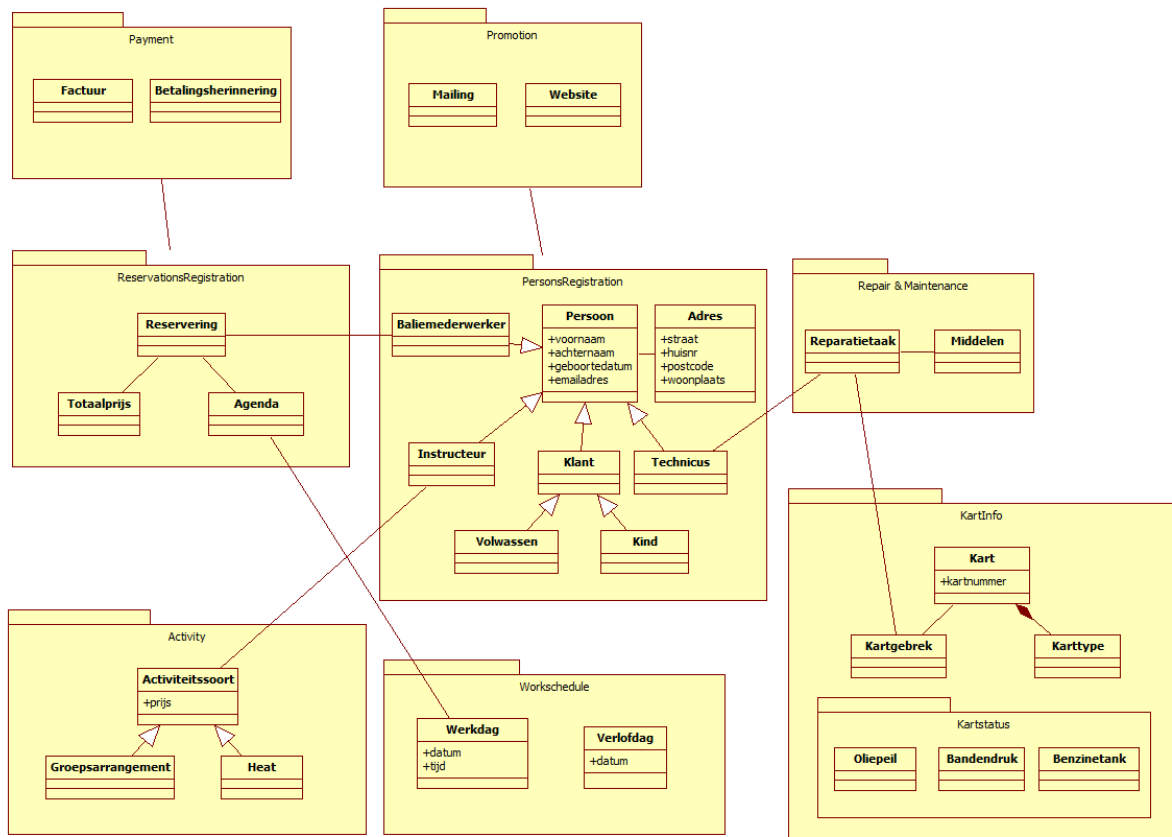 Payment
Factuur
Betalingsherinnering
Promotion
Mailing
Website
ReservationsRegistration
Reservering
Totaalprijs
Agenda
PersonsRegistration
Baliemederwerker
Persoon
+voornaam
+achternaam
+geboortedatum
+emailadres
Adres
+straat
+huisnr
+postcode
+woonplaats
Instructeur
Klant
Technicus
Volwassen
Kind
Repair & Maintenance
Reparatietaak
Middelen
KartInfo
Kart
+kartnummer
Kartgebrek
Karttype
Kartstatus
Oliepeil
Bandendruk
Benzinetank
Activity
Activiteitssoort
+prijs
Groepsarrangement
Heat
Workschedule
Werkdag
+datum
+tijd
Verlofdag
+datum